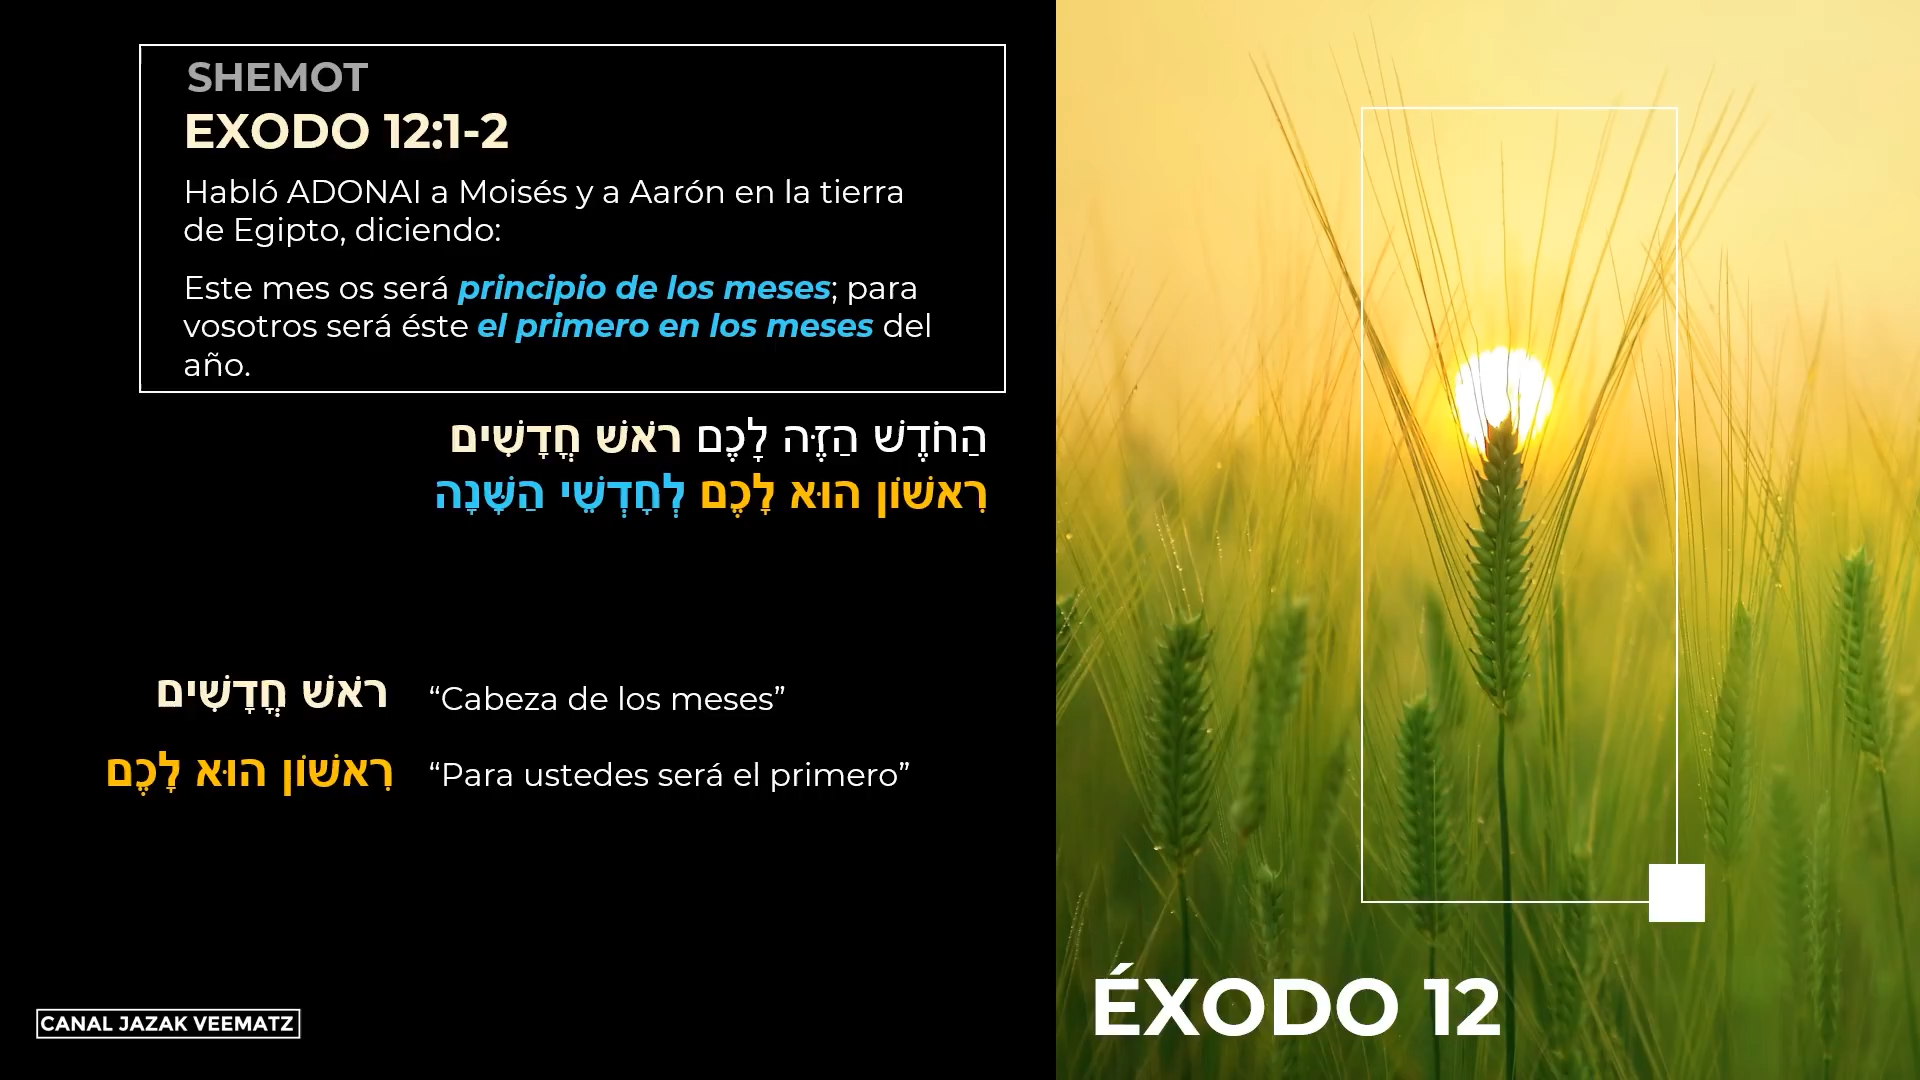 SHEMOT
EXODO 12:1-2
Habló ADONAI a Moisés y a Aarón en la tierra
de Egipto, diciendo:
Este mes os será principio de los meses; para
vosotros será éste el primero en los meses del
año.
הַחֹדֶשׁ הַזֶּה לָכֶם רֹאשׁ חֳדָשִׁים
רִאשׁוֹן הוּא לָכֶם לְחָדְשֵׁי הַשָּׁנָה
רֹאשׁ חֳדָשִׁים “Cabeza de los meses”
רִאשׁוֹן הוּא לָכֶם “Para ustedes será el primero”
CANAL JAZAK VEEMATZ
ÉXODO 12